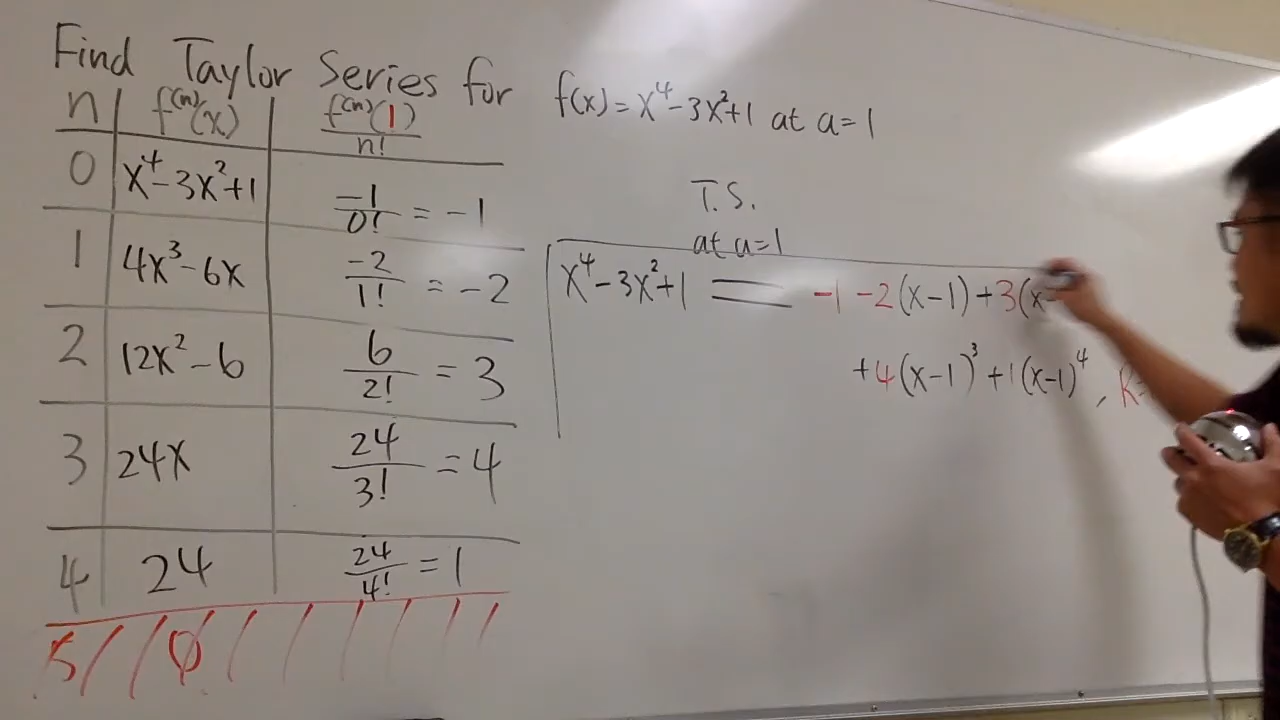 Find Taylor Series for f(x) = x⁴-3x²+1 at a=1
n f⁽ⁿ⁾(x) f⁽ⁿ⁾(1)/n!
0 x⁴-3x²+1 -1/0! = -1
1 4x³-6x -2/1! = -2
2 12x²-6 6/2! = 3
3 24x 24/3! = 4
4 24 24/4! = 1
5 0
T.S.
at a=1
x⁴-3x²+1 = -1 -2(x-1)+3(x-
+4(x-1)³+1(x-1)⁴, R=